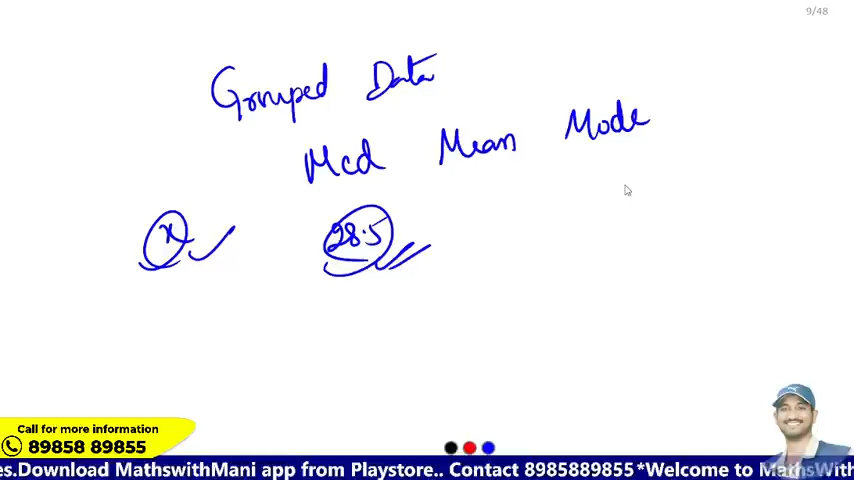 9/48
Grouped Data
Med Mean Mode
x 28.5
Call for more information
89858 89855
es.Download MathswithMani app from Playstore.. Contact 8985889855*Welcome to MathsWith